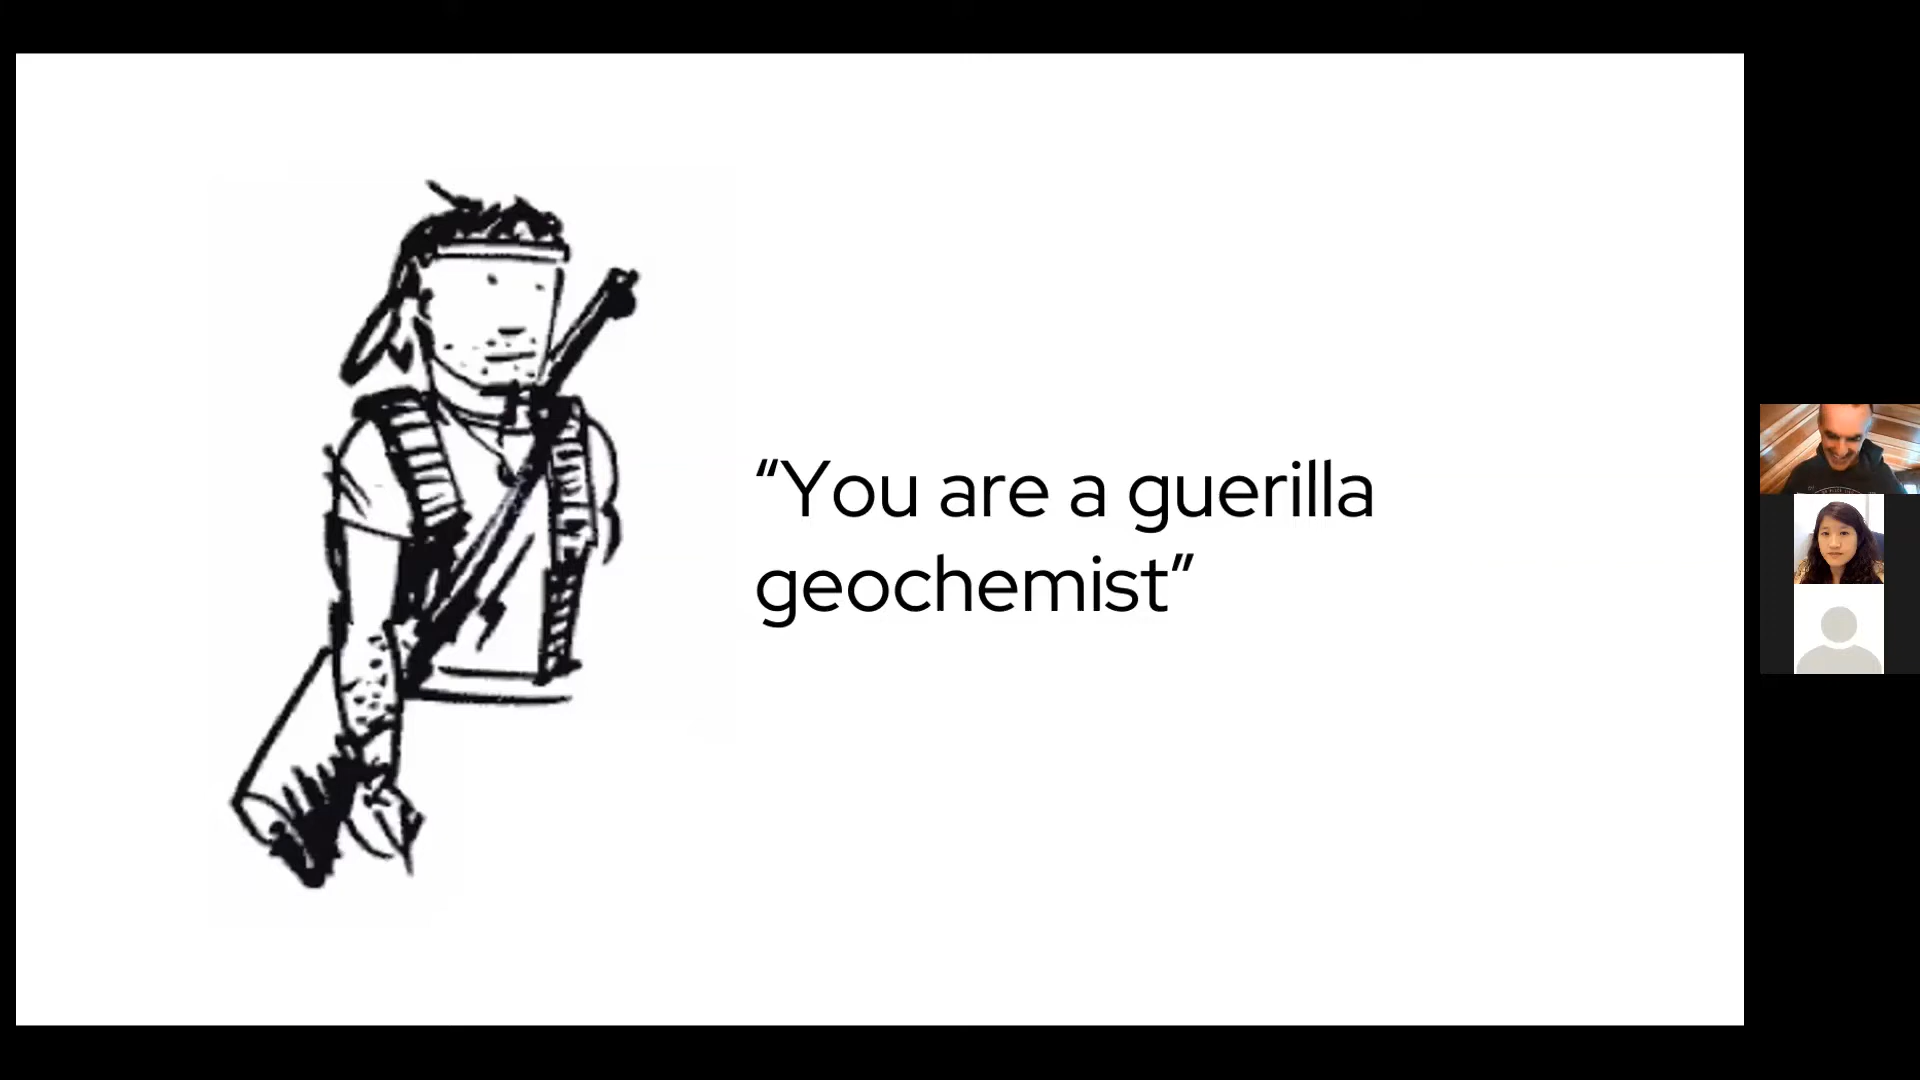 “You are a guerilla
geochemist”